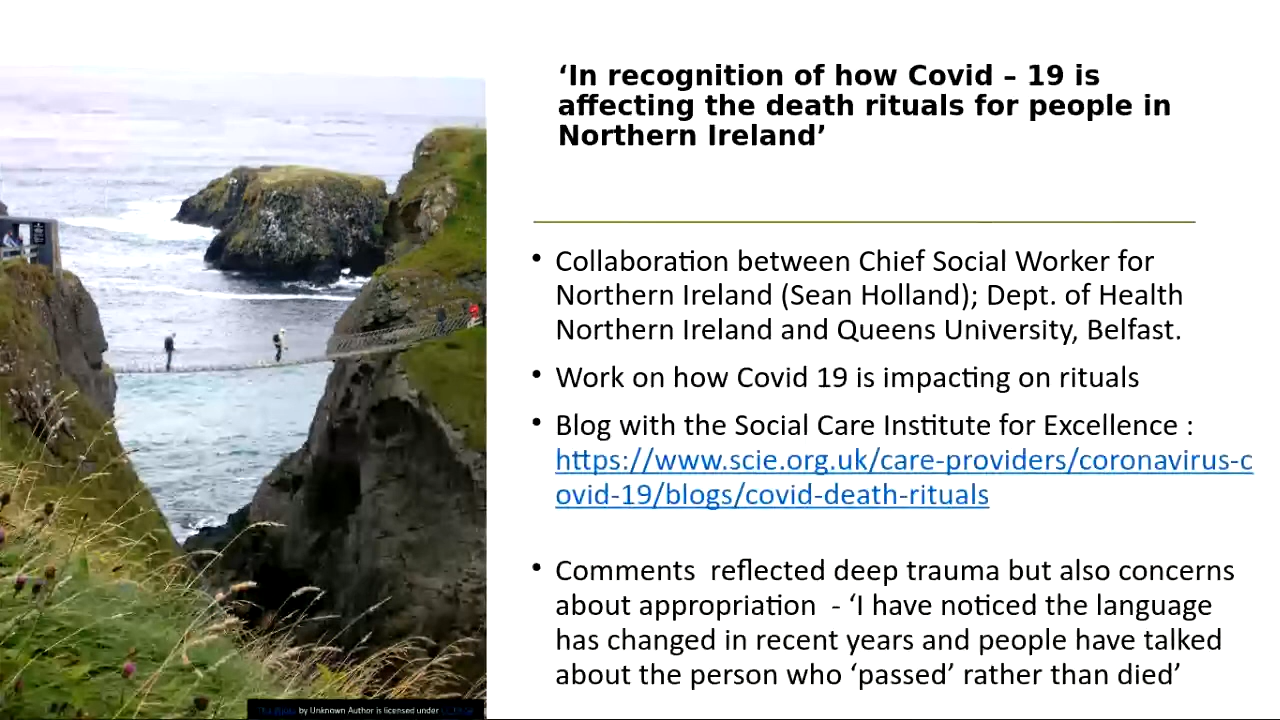 ‘In recognition of how Covid – 19 is
affecting the death rituals for people in
Northern Ireland’
• Collaboration between Chief Social Worker for
Northern Ireland (Sean Holland); Dept. of Health
Northern Ireland and Queens University, Belfast.
• Work on how Covid 19 is impacting on rituals
• Blog with the Social Care Institute for Excellence :
https://www.scie.org.uk/care-providers/coronavirus-c
ovid-19/blogs/covid-death-rituals
• Comments  reflected deep trauma but also concerns
about appropriation  - ‘I have noticed the language
has changed in recent years and people have talked
about the person who ‘passed’ rather than died’
by Unknown Author is licensed under